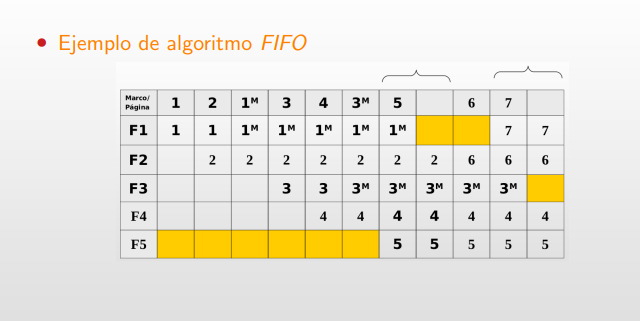 Ejemplo de algoritmo FIFO
Marco/ Página 1 2 1ᴹ 3 4 3ᴹ 5 6 7
F1 1 1 1ᴹ 1ᴹ 1ᴹ 1ᴹ 1ᴹ 7 7
F2 2 2 2 2 2 2 2 6 6 6
F3 3 3 3ᴹ 3ᴹ 3ᴹ 3ᴹ 3ᴹ
F4 4 4 4 4 4 4 4
F5 5 5 5 5 5